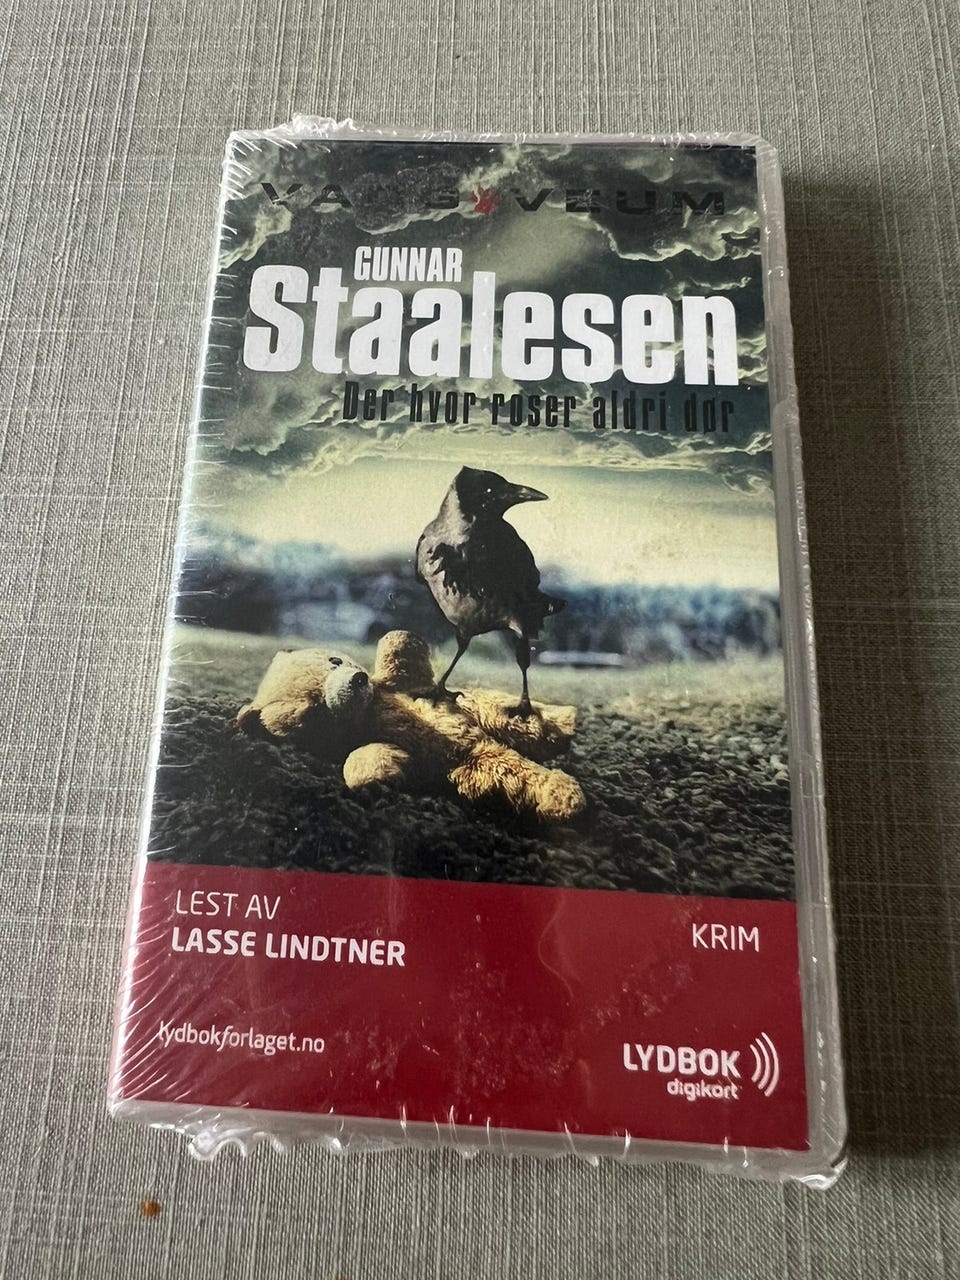 VARG VEUM
GUNNAR
Staalesen
Der hvor roser aldri dør
LEST AV
LASSE LINDTNER
KRIM
lydbokforlaget.no
LYDBOK
digikort